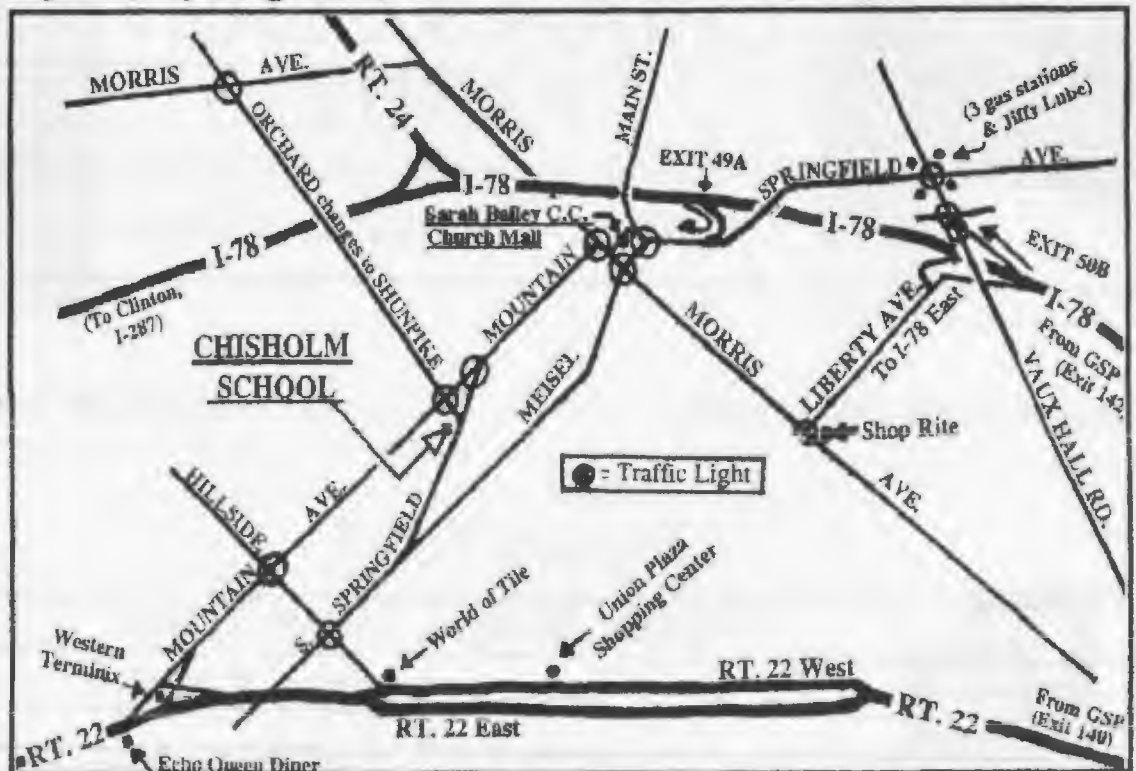 MORRIS AVE.
RT. 24
MORRIS
MAIN ST.
(3 gas stations
& Jiffy Lube)
ORCHARD changes to SHUNPIKE
EXIT 49A
SPRINGFIELD AVE.
I-78
I-78
I-78
I-78
Sarah Bailey C.C.
Church Mall
EXIT 50B
(To Clinton,
I-287)
MOUNTAIN AVE.
MORRIS AVE.
LIBERTY AVE.
To I-78 East
From GSP
(Exit 142,
CHISHOLM
SCHOOL
MEISEL
VAUX HALL RD.
Shop Rite
= Traffic Light
HILLSIDE
SPRINGFIELD
S.
MOUNTAIN
World of Tile
Union Plaza
Shopping Center
Western
Terminix
RT. 22 West
RT. 22 East
RT. 22
RT. 22
From GSP
(Exit 140)
Echo Queen Diner